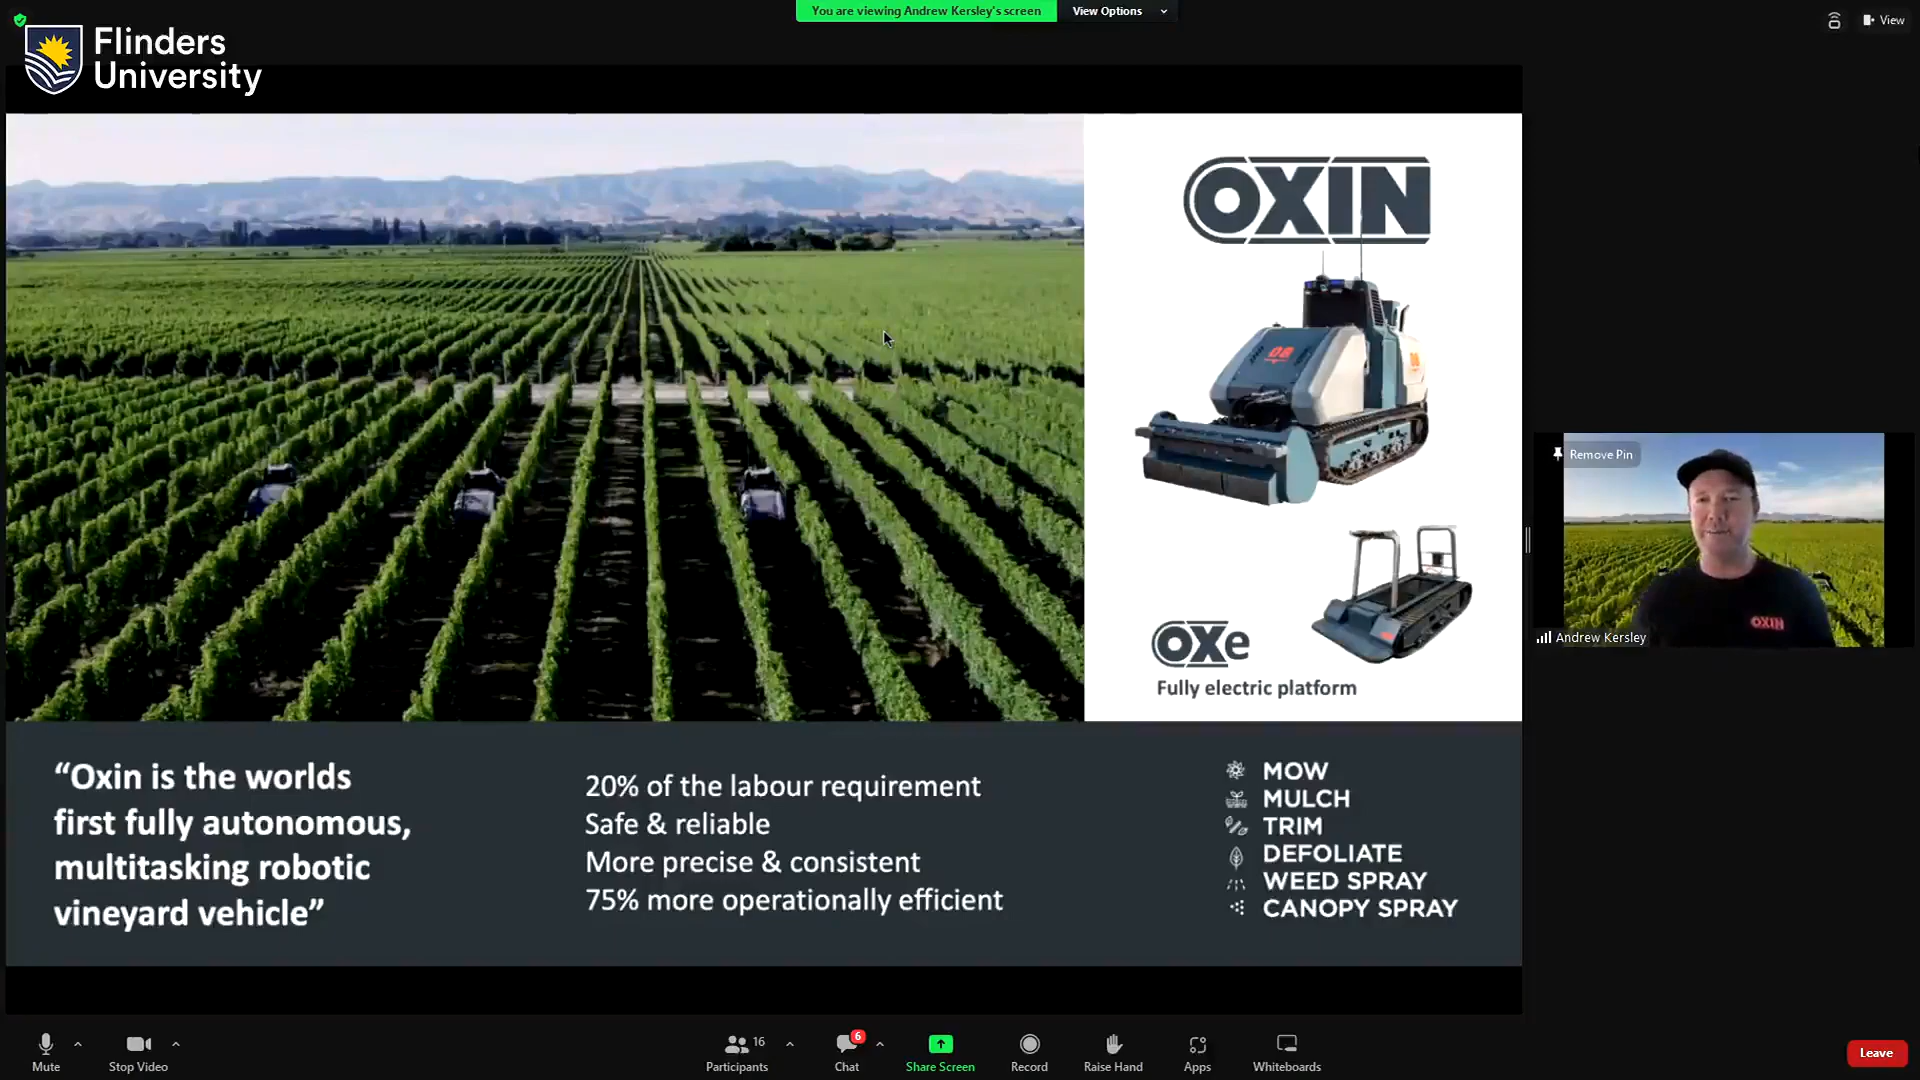 You are viewing Andrew Kersley's screen
View Options
View
Flinders
University
OXIN
OXe
Fully electric platform
Remove Pin
OXIN
Andrew Kersley
“Oxin is the worlds
first fully autonomous,
multitasking robotic
vineyard vehicle”
20% of the labour requirement
Safe & reliable
More precise & consistent
75% more operationally efficient
MOW
MULCH
TRIM
DEFOLIATE
WEED SPRAY
CANOPY SPRAY
Mute
Stop Video
16
Participants
6
Chat
Share Screen
Record
Raise Hand
Apps
Whiteboards
Leave